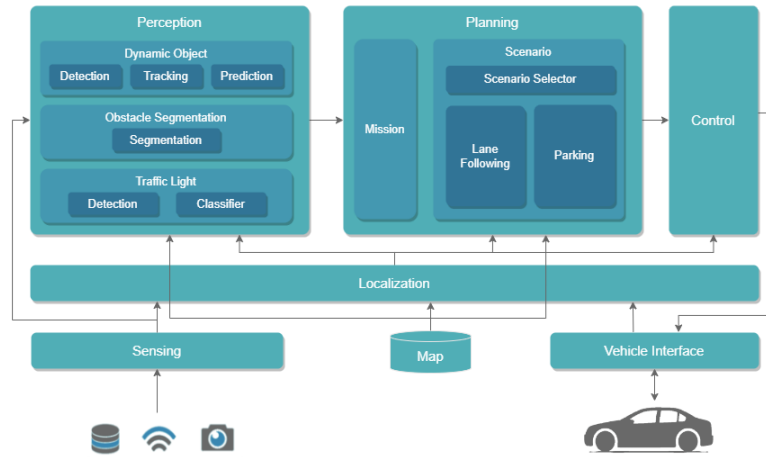 Perception
Dynamic Object
Detection
Tracking
Prediction
Obstacle Segmentation
Segmentation
Traffic Light
Detection
Classifier
Planning
Mission
Scenario
Scenario Selector
Lane
Following
Parking
Control
Localization
Sensing
Map
Vehicle Interface